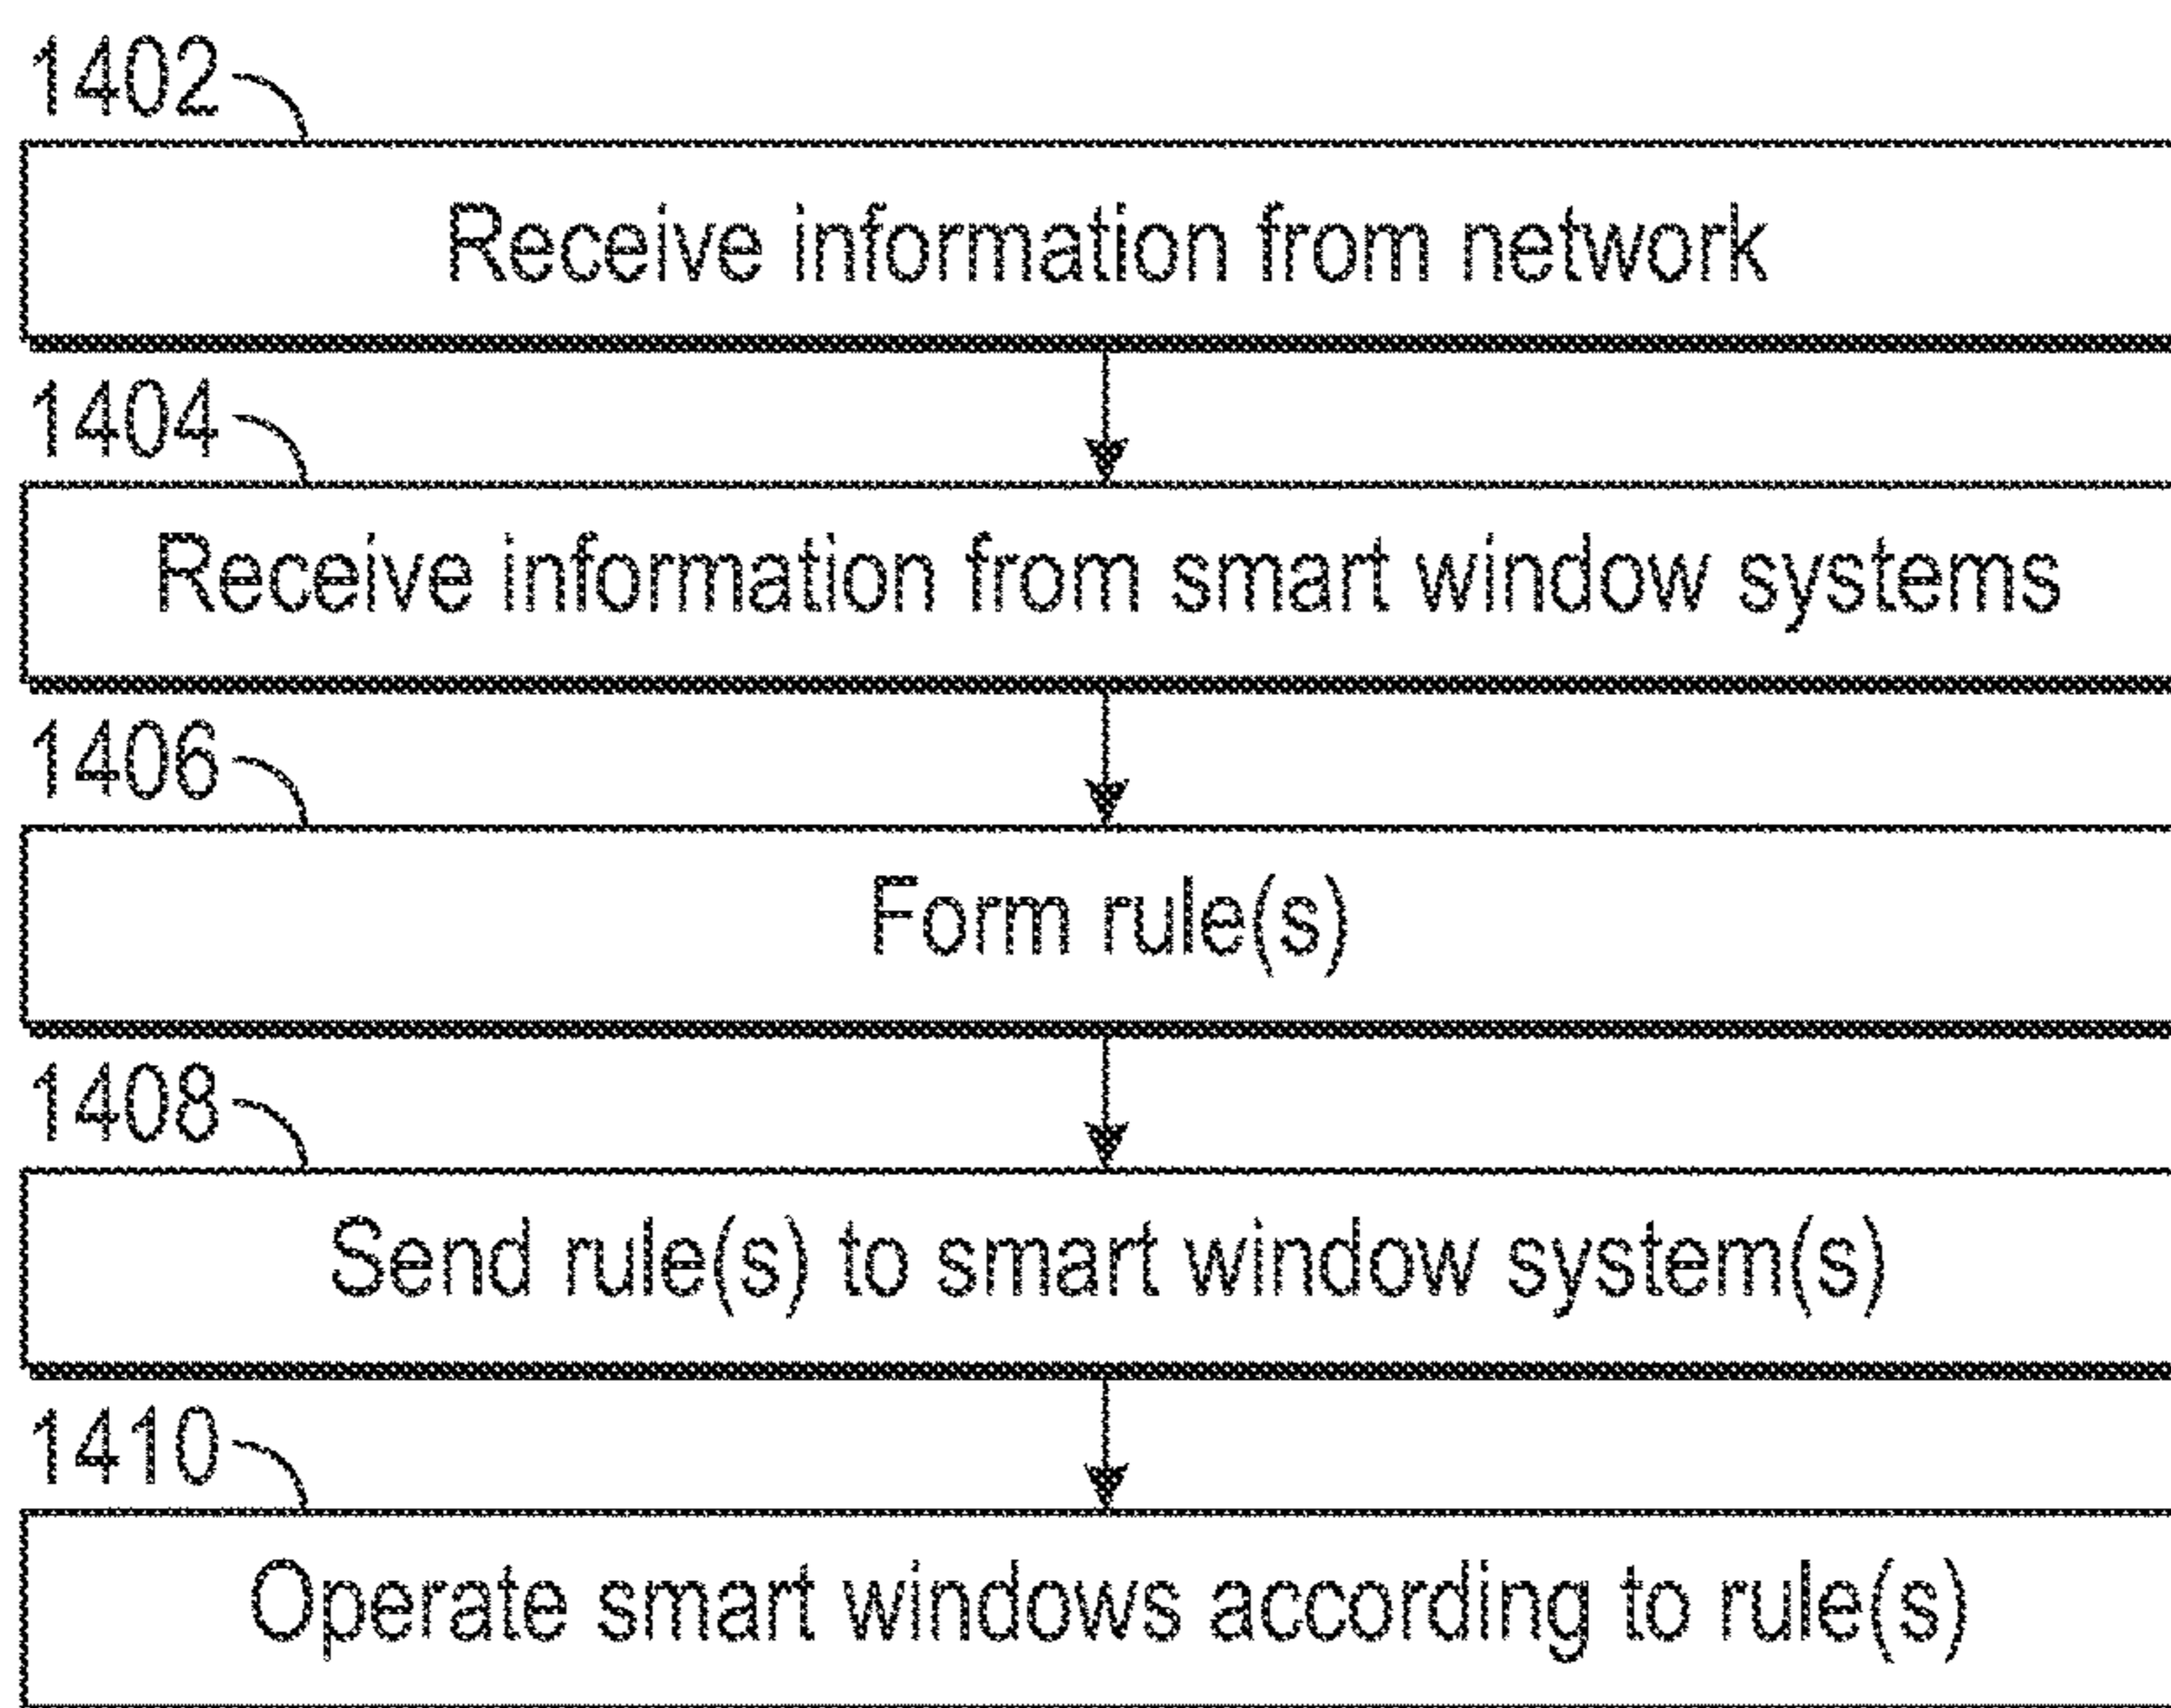 1402
Receive information from network
1404
Receive information from smart window systems
1406
Form rule(s)
1408
Send rule(s) to smart window system(s)
1410
Operate smart windows according to rule(s)